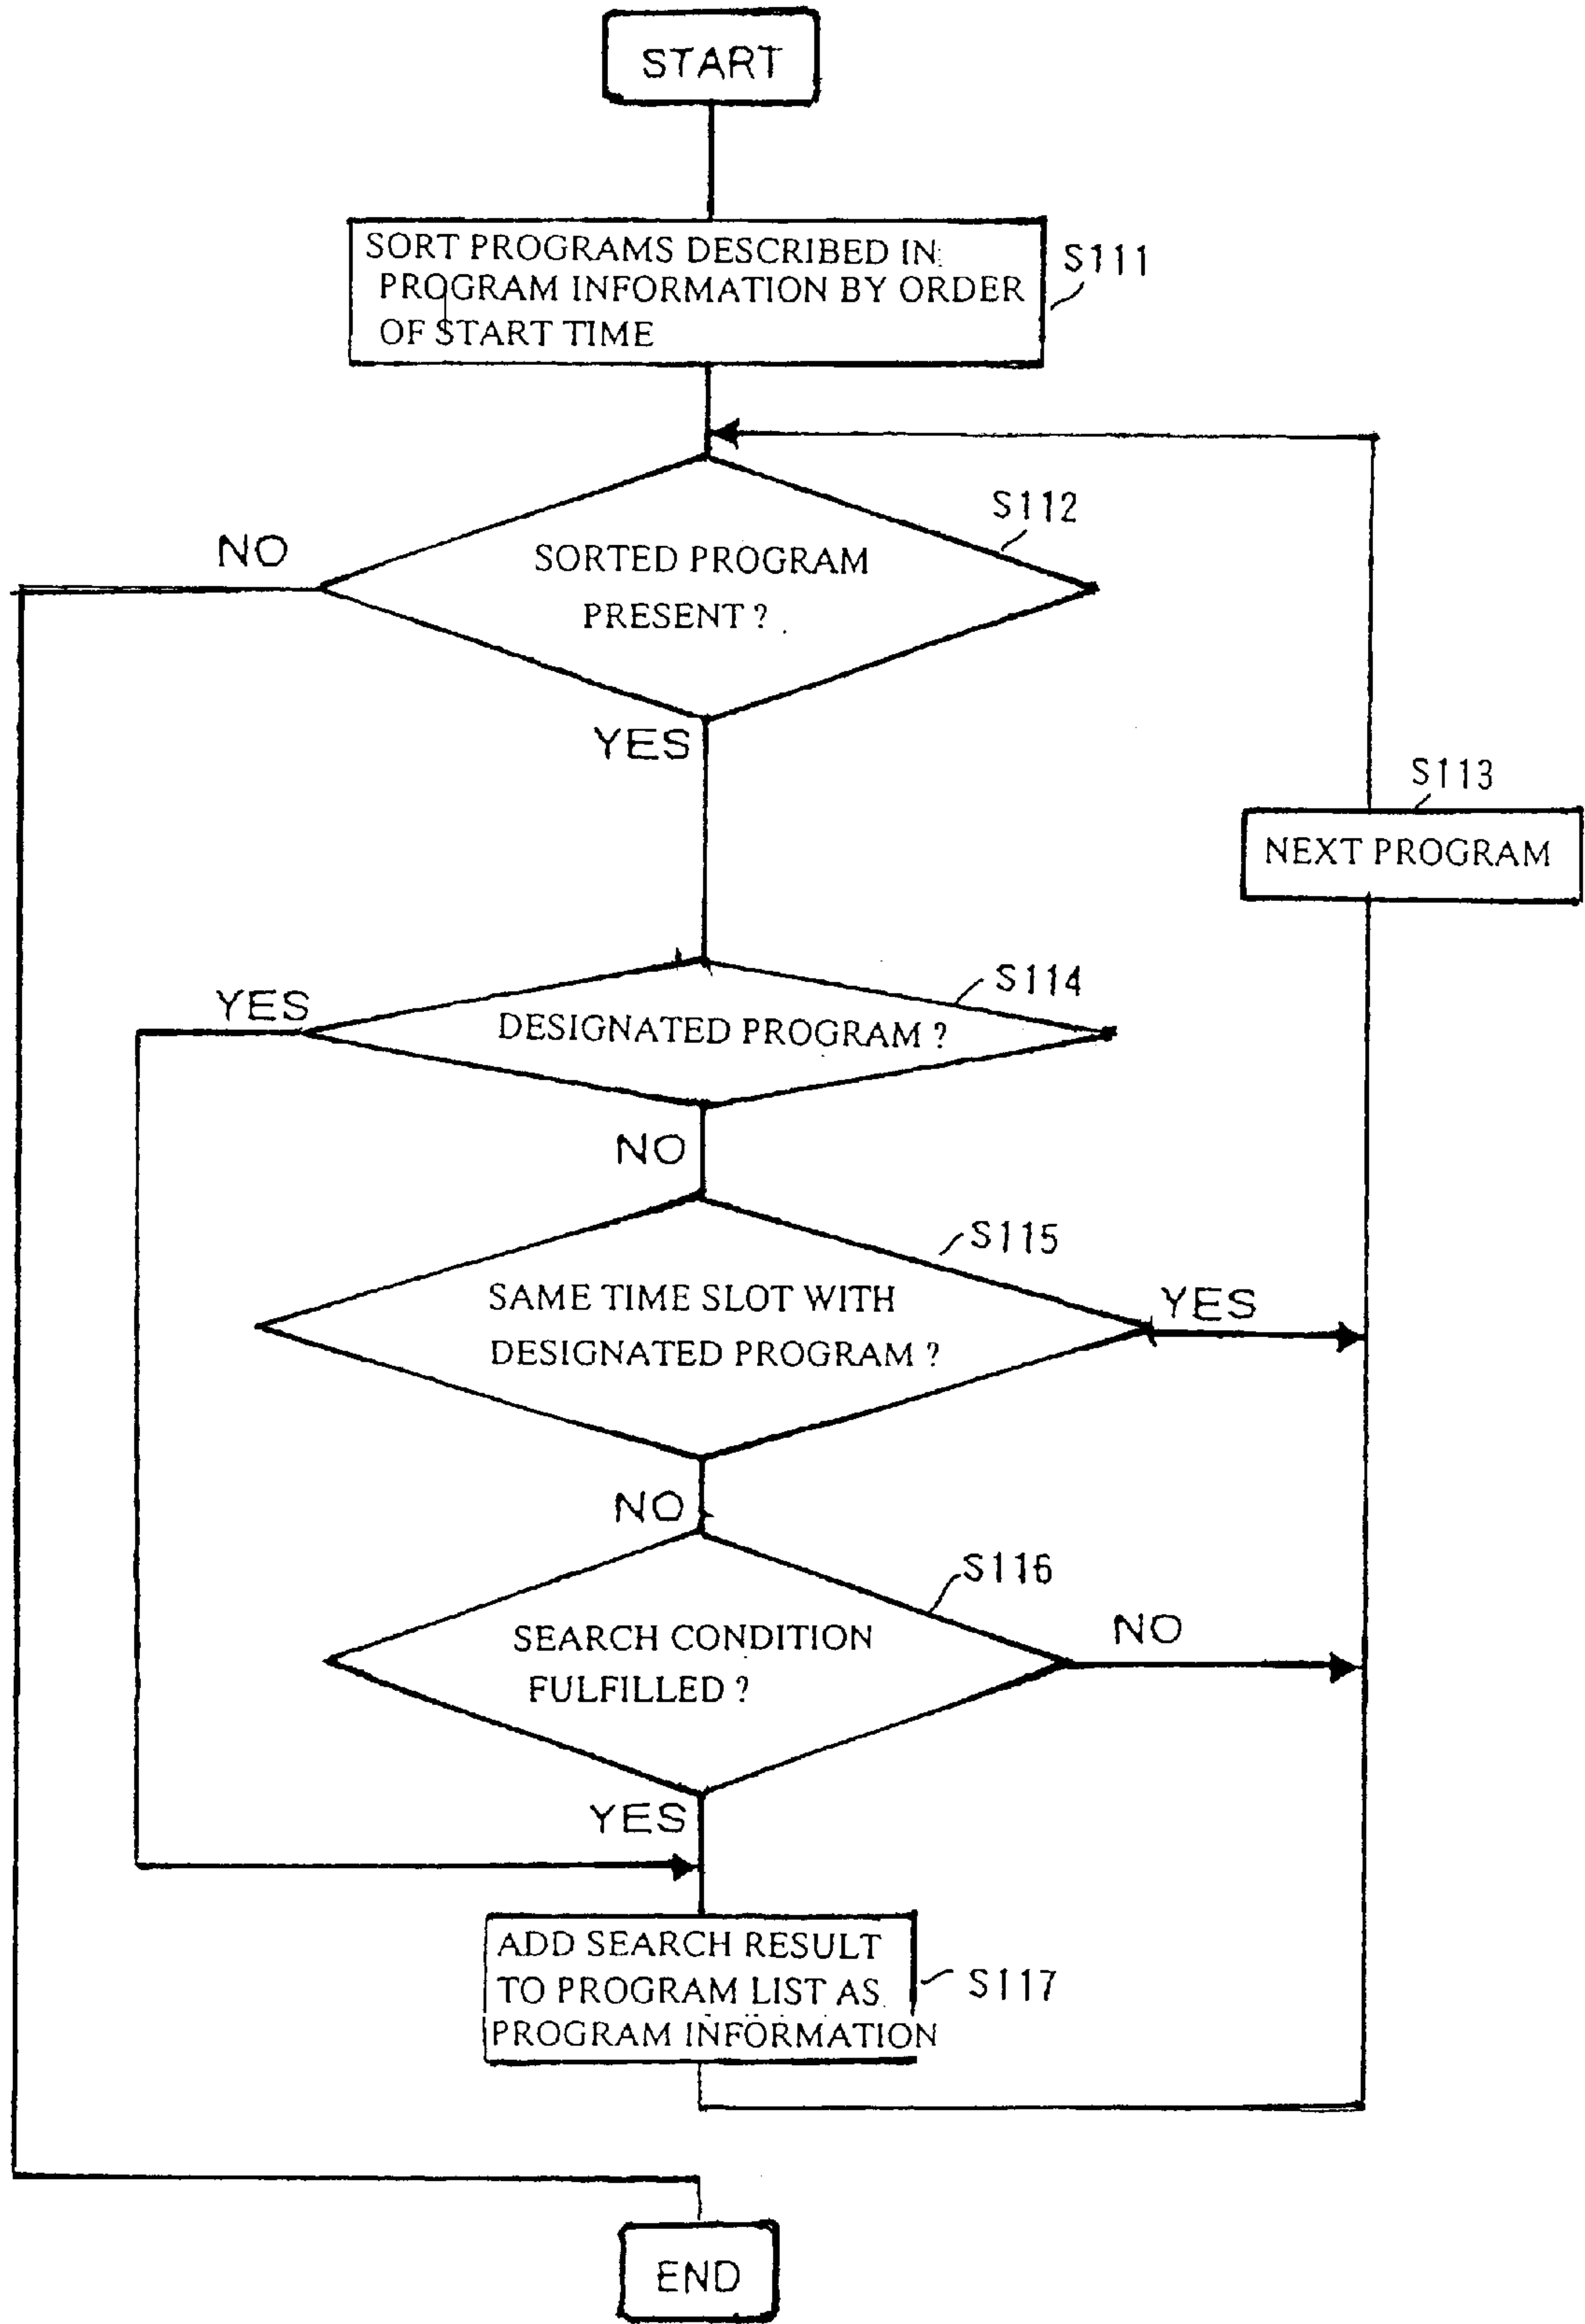 START
SORT PROGRAMS DESCRIBED IN
PROGRAM INFORMATION BY ORDER
OF START TIME
S111
S112
NO
SORTED PROGRAM
PRESENT ?
YES
S113
NEXT PROGRAM
S114
YES
DESIGNATED PROGRAM ?
NO
S115
SAME TIME SLOT WITH
DESIGNATED PROGRAM ?
YES
NO
S116
SEARCH CONDITION
FULFILLED ?
NO
YES
ADD SEARCH RESULT
TO PROGRAM LIST AS
PROGRAM INFORMATION
S117
END